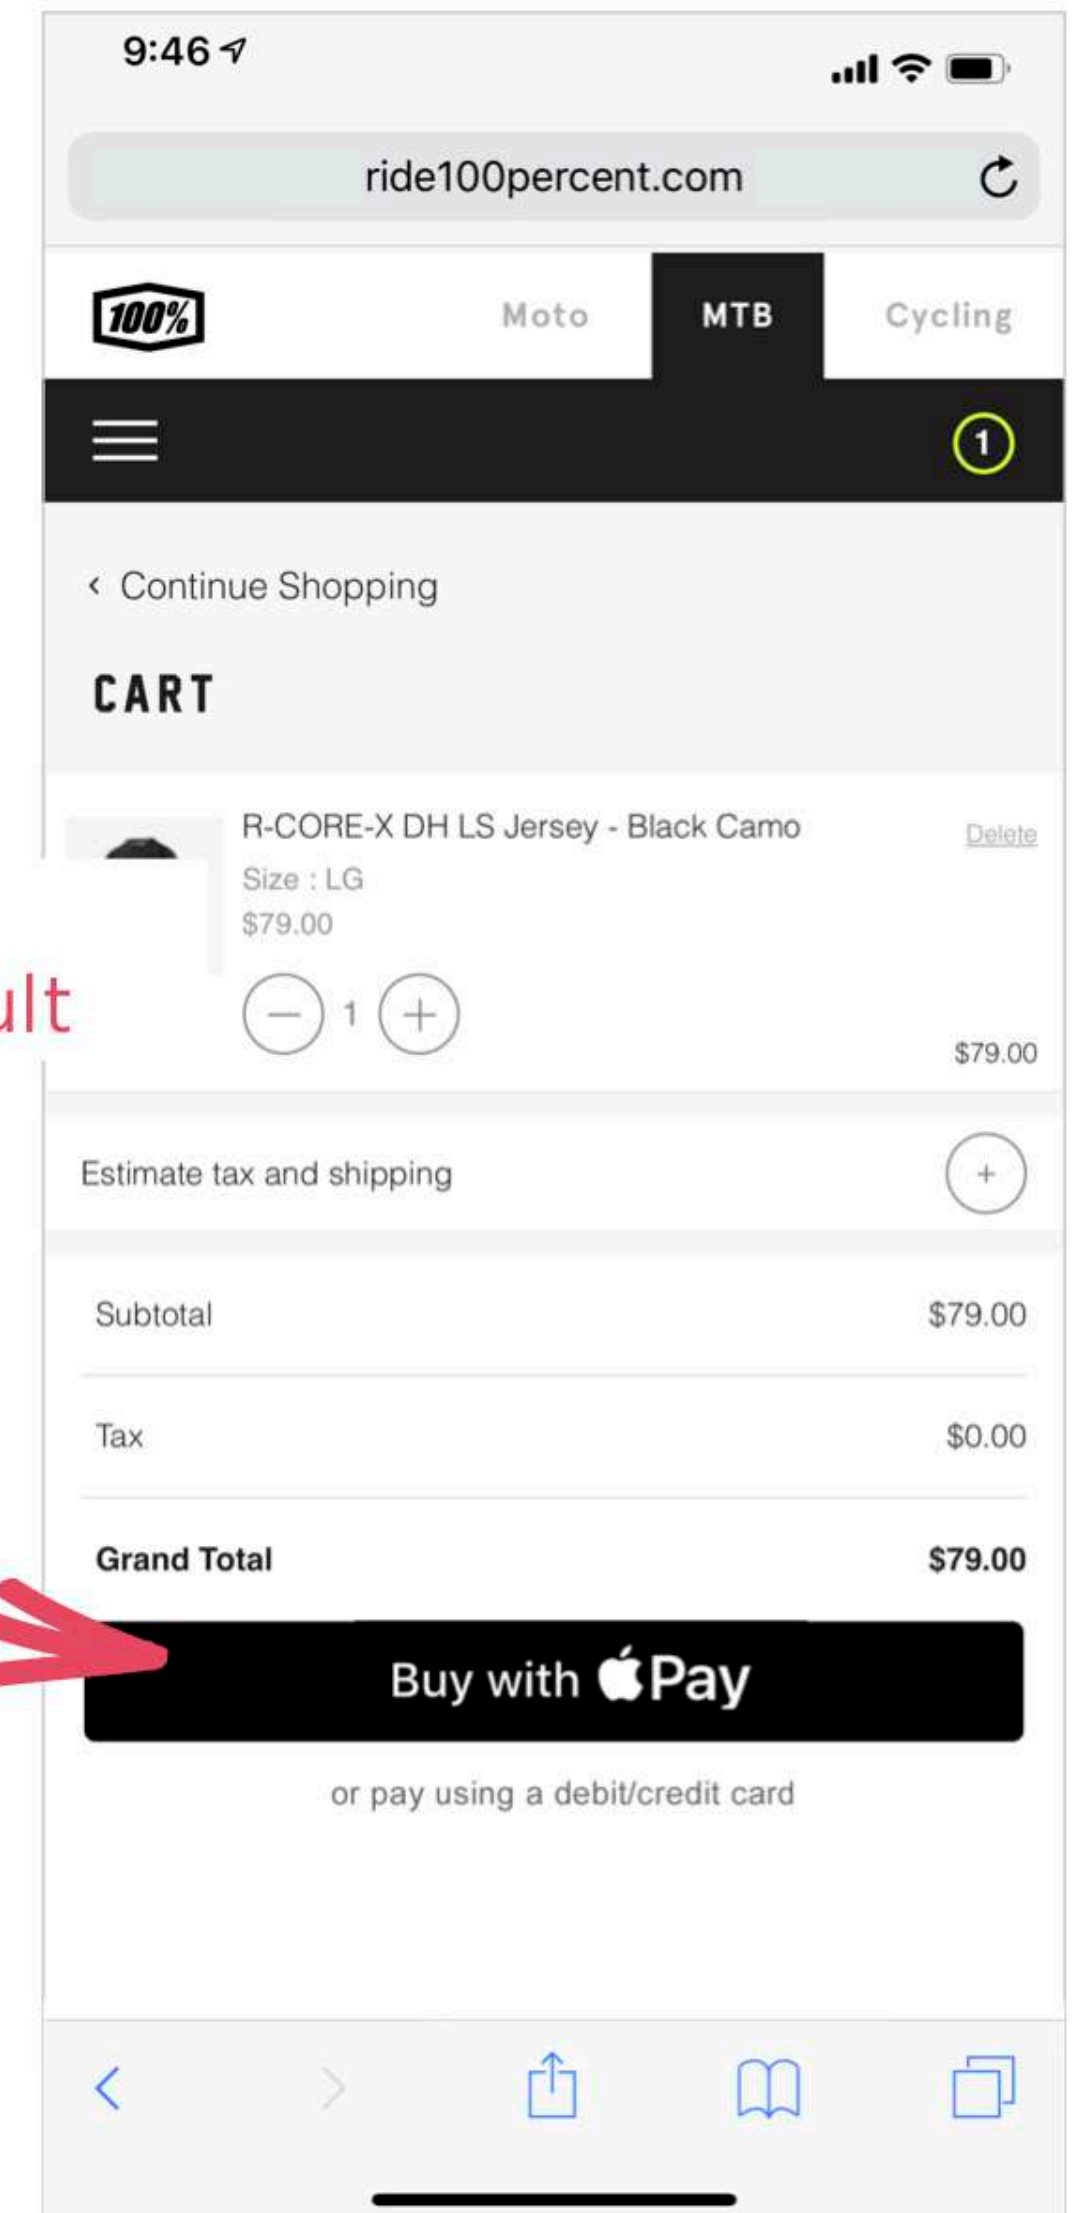 9:46
ride100percent.com
100%
Moto MTB Cycling
1
< Continue Shopping
CART
R-CORE-X DH LS Jersey - Black Camo Delete
Size : LG
$79.00
ult
− 1 +
$79.00
Estimate tax and shipping +
Subtotal $79.00
Tax $0.00
Grand Total $79.00
Buy with Pay
or pay using a debit/credit card